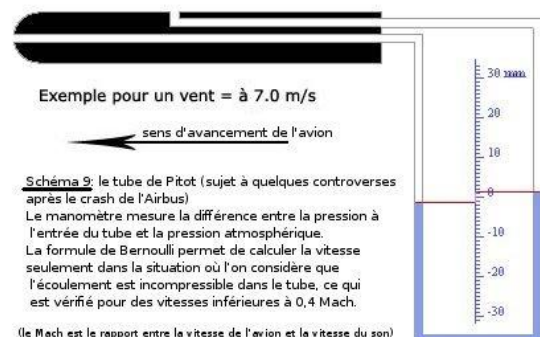 Exemple pour un vent = à 7.0 m/s
sens d'avancement de l'avion
Schéma 9: le tube de Pitot (sujet à quelques controverses
après le crash de l'Airbus)
Le manomètre mesure la différence entre la pression à
l'entrée du tube et la pression atmosphérique.
La formule de Bernoulli permet de calculer la vitesse
seulement dans la situation où l'on considère que
l'écoulement est incompressible dans le tube, ce qui
est vérifié pour des vitesses inférieures à 0,4 Mach.
(le Mach est le rapport entre la vitesse de l'avion et la vitesse du son)
30 mm
20
10
0
-10
-20
-30